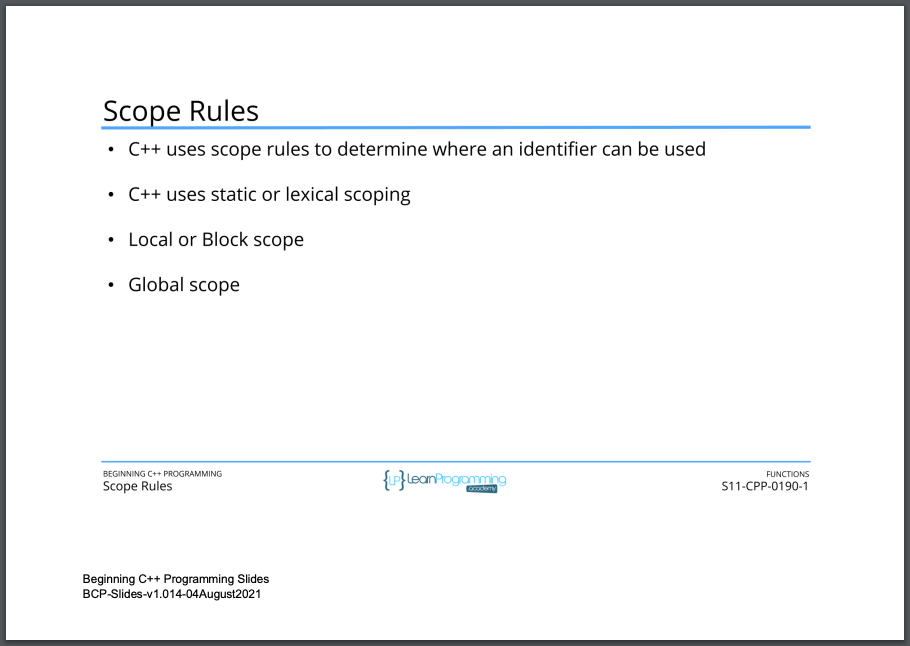 Scope Rules
• C++ uses scope rules to determine where an identifier can be used
• C++ uses static or lexical scoping
• Local or Block scope
• Global scope
BEGINNING C++ PROGRAMMING
Scope Rules
{LP} LearnProgramming
academy
FUNCTIONS
S11-CPP-0190-1
Beginning C++ Programming Slides
BCP-Slides-v1.014-04August2021